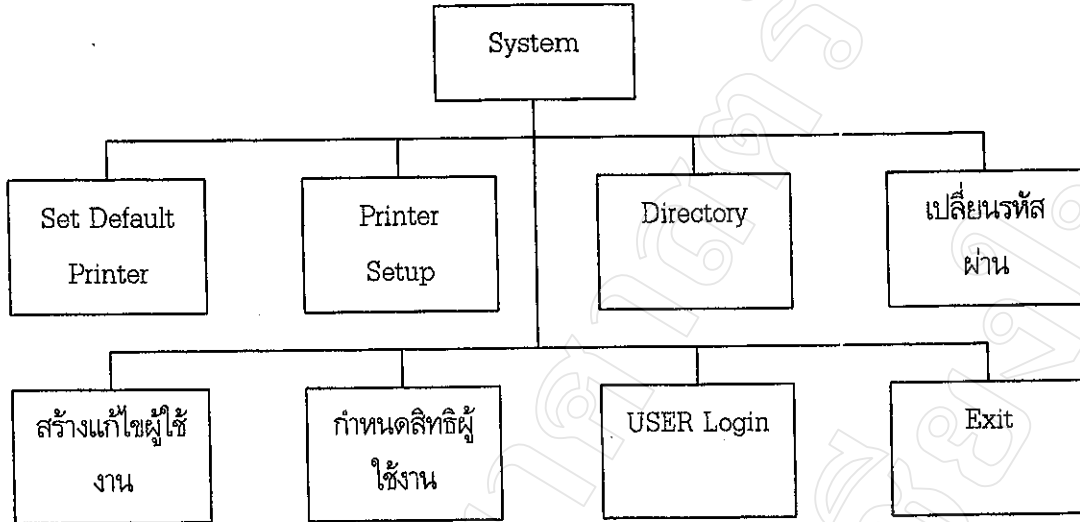 System
Set Default
Printer
Printer
Setup
Directory
เปลี่ยนรหัส
ผ่าน
สร้างแก้ไขผู้ใช้
งาน
กำหนดสิทธิผู้
ใช้งาน
USER Login
Exit